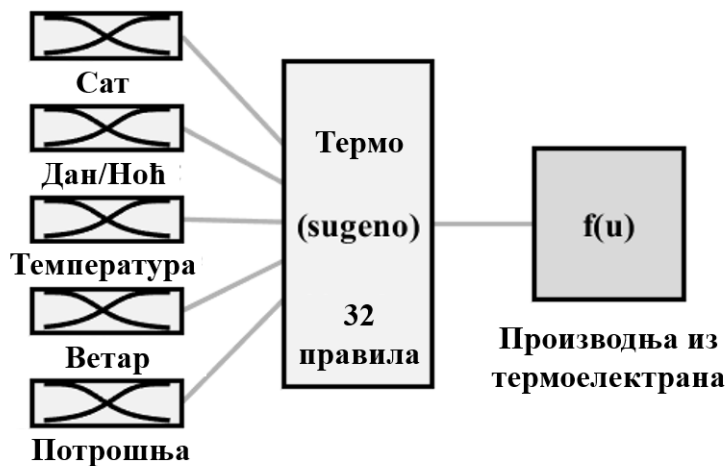 Сат
Дан/Ноћ
Температура
Ветар
Потрошња
Термо
(sugeno)
32
правила
f(u)
Производња из
термоелектрана